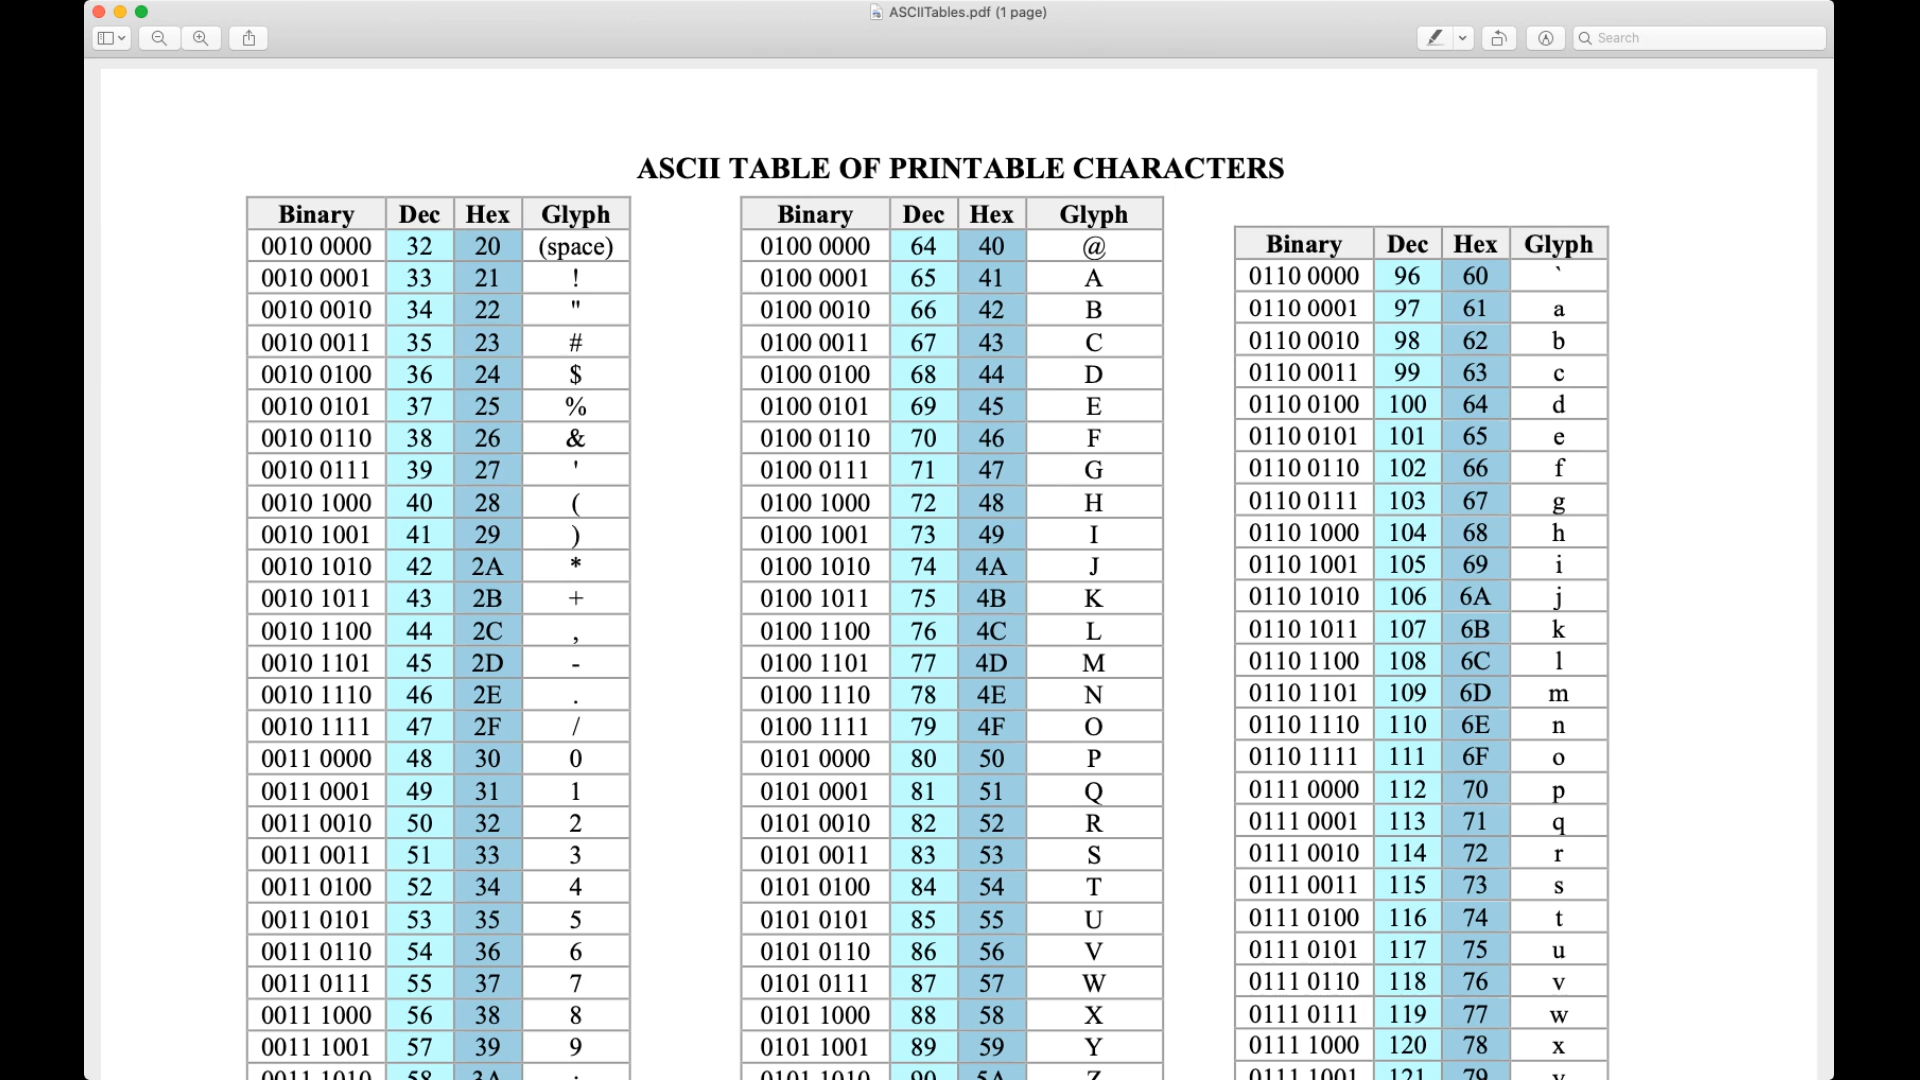 ASCIITables.pdf (1 page)
Search
ASCII TABLE OF PRINTABLE CHARACTERS
Binary Dec Hex Glyph
0010 0000 32 20 (space)
0010 0001 33 21 !
0010 0010 34 22 "
0010 0011 35 23 #
0010 0100 36 24 $
0010 0101 37 25 %
0010 0110 38 26 &
0010 0111 39 27 '
0010 1000 40 28 (
0010 1001 41 29 )
0010 1010 42 2A *
0010 1011 43 2B +
0010 1100 44 2C ,
0010 1101 45 2D -
0010 1110 46 2E .
0010 1111 47 2F /
0011 0000 48 30 0
0011 0001 49 31 1
0011 0010 50 32 2
0011 0011 51 33 3
0011 0100 52 34 4
0011 0101 53 35 5
0011 0110 54 36 6
0011 0111 55 37 7
0011 1000 56 38 8
0011 1001 57 39 9
0011 1010 58 3A :
Binary Dec Hex Glyph
0100 0000 64 40 @
0100 0001 65 41 A
0100 0010 66 42 B
0100 0011 67 43 C
0100 0100 68 44 D
0100 0101 69 45 E
0100 0110 70 46 F
0100 0111 71 47 G
0100 1000 72 48 H
0100 1001 73 49 I
0100 1010 74 4A J
0100 1011 75 4B K
0100 1100 76 4C L
0100 1101 77 4D M
0100 1110 78 4E N
0100 1111 79 4F O
0101 0000 80 50 P
0101 0001 81 51 Q
0101 0010 82 52 R
0101 0011 83 53 S
0101 0100 84 54 T
0101 0101 85 55 U
0101 0110 86 56 V
0101 0111 87 57 W
0101 1000 88 58 X
0101 1001 89 59 Y
0101 1010 90 5A Z
Binary Dec Hex Glyph
0110 0000 96 60 `
0110 0001 97 61 a
0110 0010 98 62 b
0110 0011 99 63 c
0110 0100 100 64 d
0110 0101 101 65 e
0110 0110 102 66 f
0110 0111 103 67 g
0110 1000 104 68 h
0110 1001 105 69 i
0110 1010 106 6A j
0110 1011 107 6B k
0110 1100 108 6C l
0110 1101 109 6D m
0110 1110 110 6E n
0110 1111 111 6F o
0111 0000 112 70 p
0111 0001 113 71 q
0111 0010 114 72 r
0111 0011 115 73 s
0111 0100 116 74 t
0111 0101 117 75 u
0111 0110 118 76 v
0111 0111 119 77 w
0111 1000 120 78 x
0111 1001 121 79 y